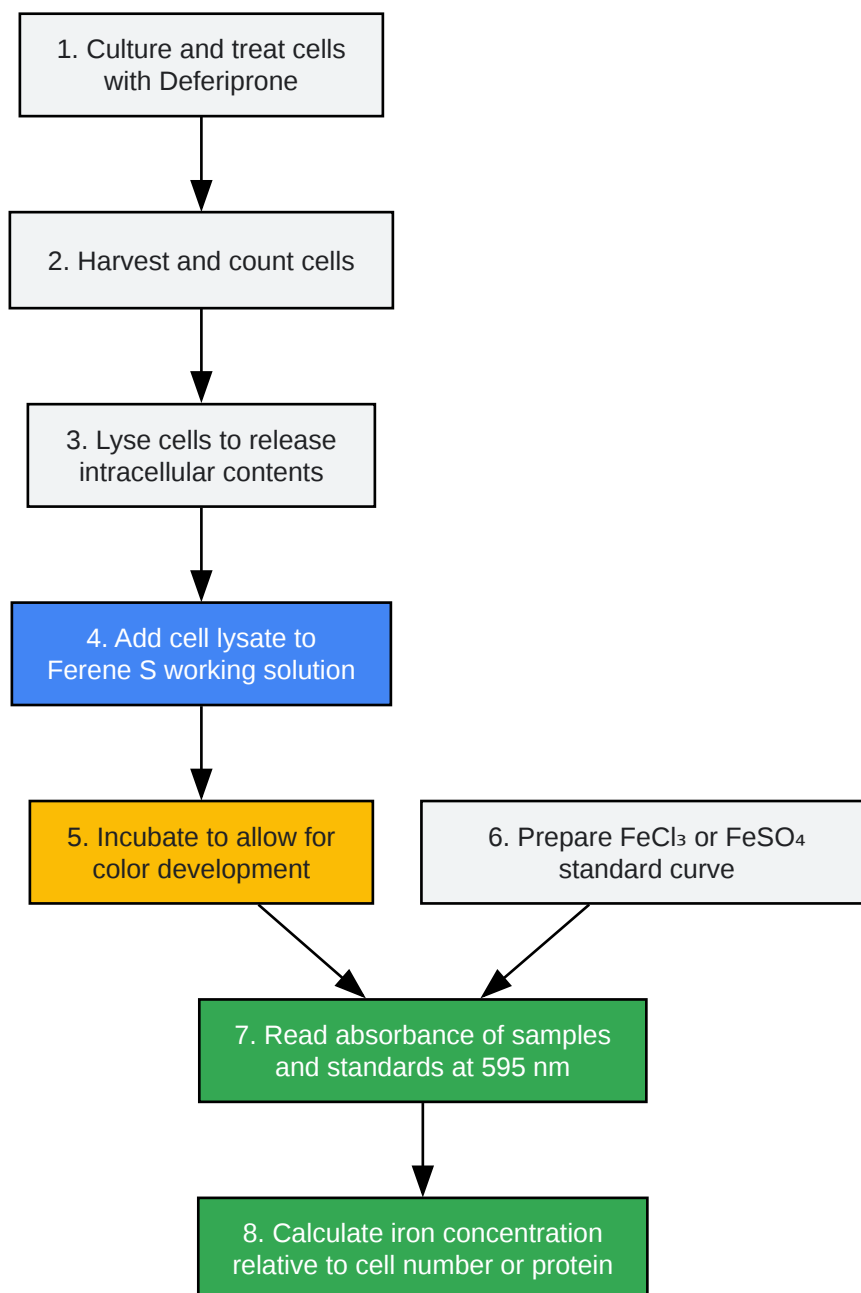 1. Culture and treat cells
with Deferiprone
2. Harvest and count cells
3. Lyse cells to release
intracellular contents
4. Add cell lysate to
Ferene S working solution
5. Incubate to allow for
color development
6. Prepare FeCl₃ or FeSO₄
standard curve
7. Read absorbance of samples
and standards at 595 nm
8. Calculate iron concentration
relative to cell number or protein